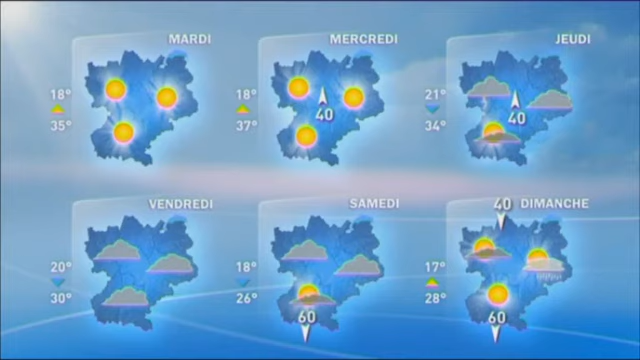 MARDI
18°
35°
MERCREDI
18°
37°
40
JEUDI
21°
34°
40
VENDREDI
20°
30°
SAMEDI
18°
26°
60
40 DIMANCHE
17°
28°
60